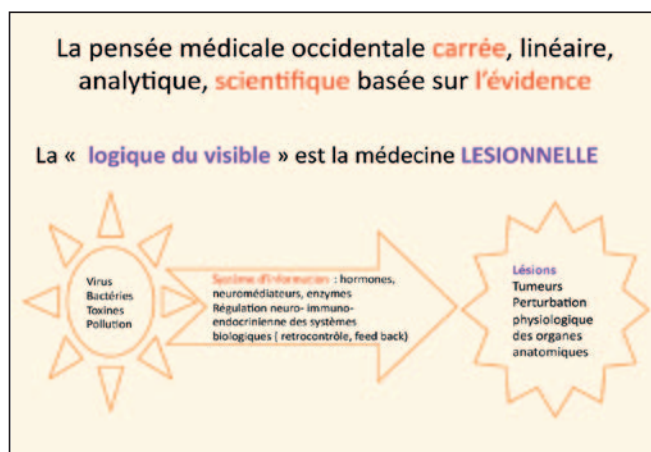 La pensée médicale occidentale carrée, linéaire,
analytique, scientifique basée sur l'évidence
La « logique du visible » est la médecine LESIONNELLE
Virus
Bactéries
Toxines
Pollution
Système d'information : hormones,
neuromédiateurs, enzymes
Régulation neuro- immuno-
endocrinienne des systèmes
biologiques ( retrocontrôle, feed back)
Lésions
Tumeurs
Perturbation
physiologique
des organes
anatomiques